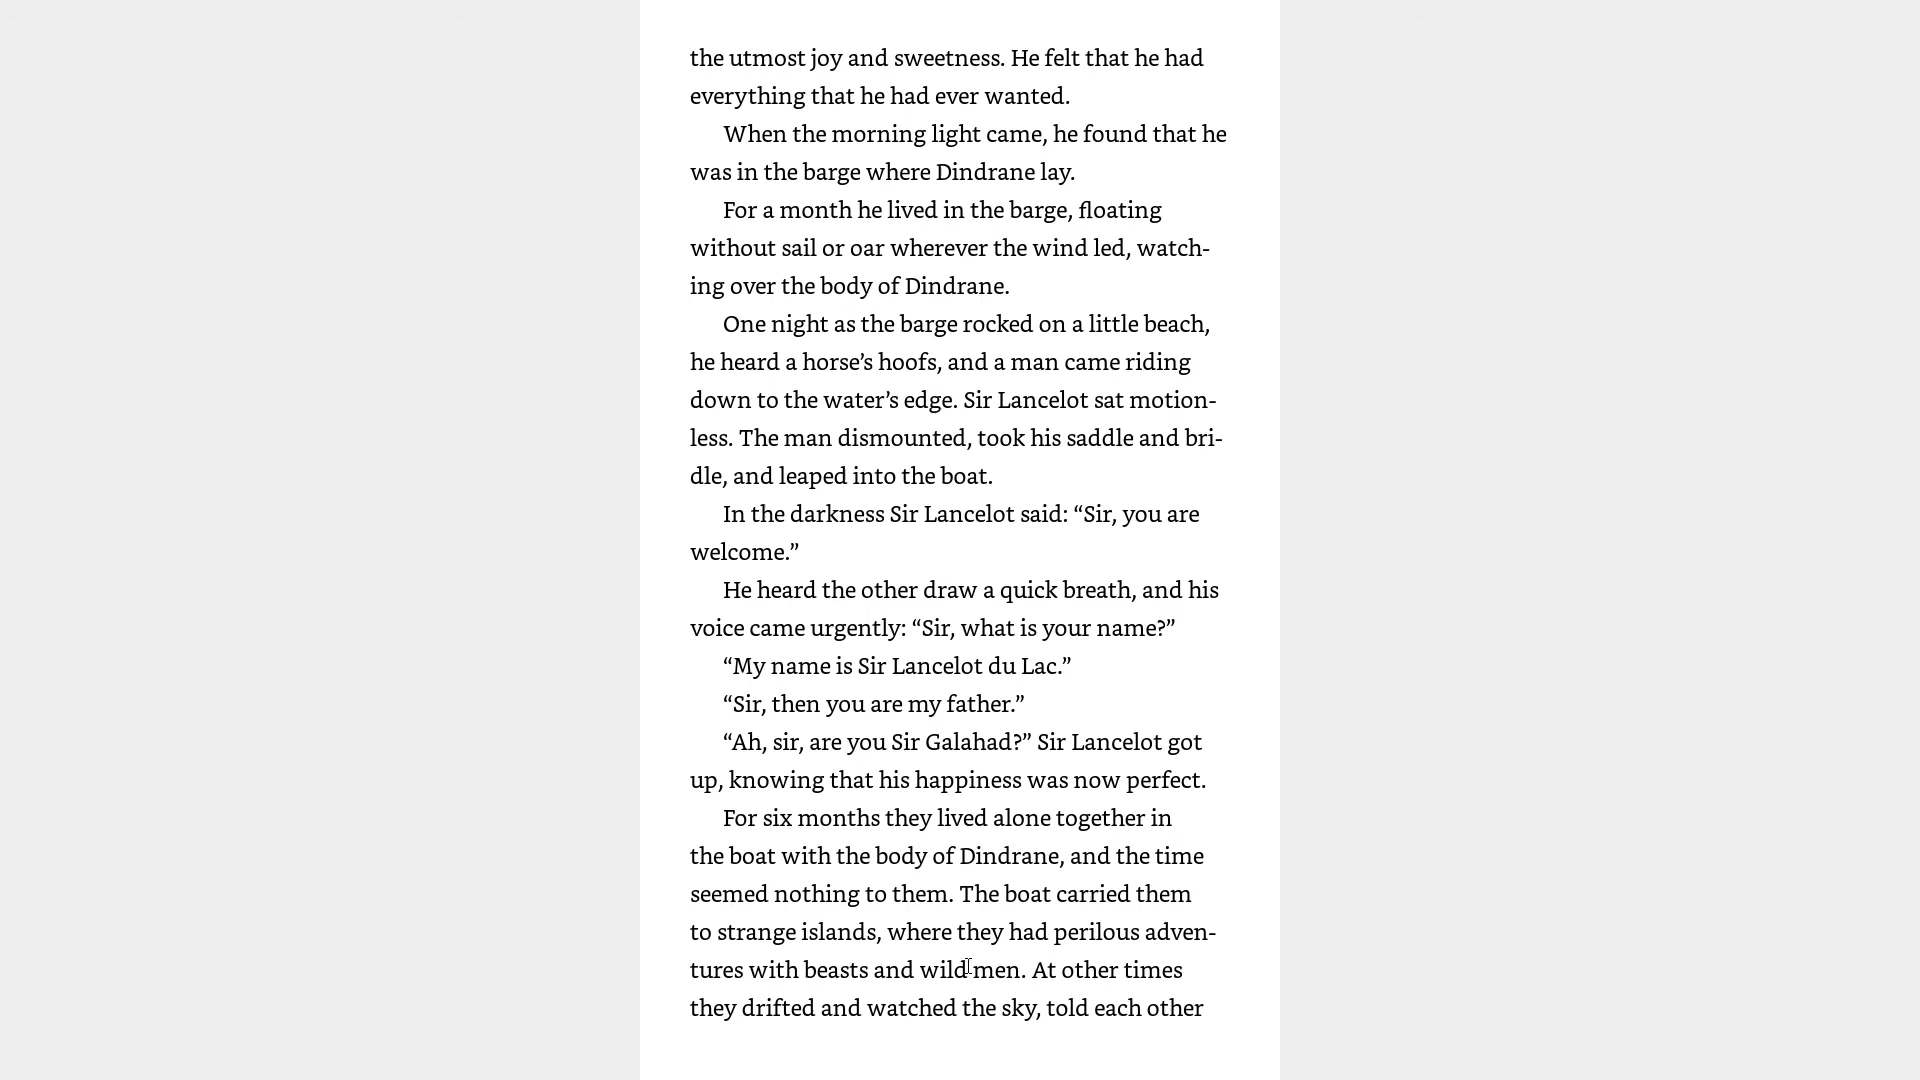 the utmost joy and sweetness. He felt that he had
everything that he had ever wanted.
When the morning light came, he found that he
was in the barge where Dindrane lay.
For a month he lived in the barge, floating
without sail or oar wherever the wind led, watch-
ing over the body of Dindrane.
One night as the barge rocked on a little beach,
he heard a horse’s hoofs, and a man came riding
down to the water’s edge. Sir Lancelot sat motion-
less. The man dismounted, took his saddle and bri-
dle, and leaped into the boat.
In the darkness Sir Lancelot said: “Sir, you are
welcome.”
He heard the other draw a quick breath, and his
voice came urgently: “Sir, what is your name?”
“My name is Sir Lancelot du Lac.”
“Sir, then you are my father.”
“Ah, sir, are you Sir Galahad?” Sir Lancelot got
up, knowing that his happiness was now perfect.
For six months they lived alone together in
the boat with the body of Dindrane, and the time
seemed nothing to them. The boat carried them
to strange islands, where they had perilous adven-
tures with beasts and wild men. At other times
they drifted and watched the sky, told each other